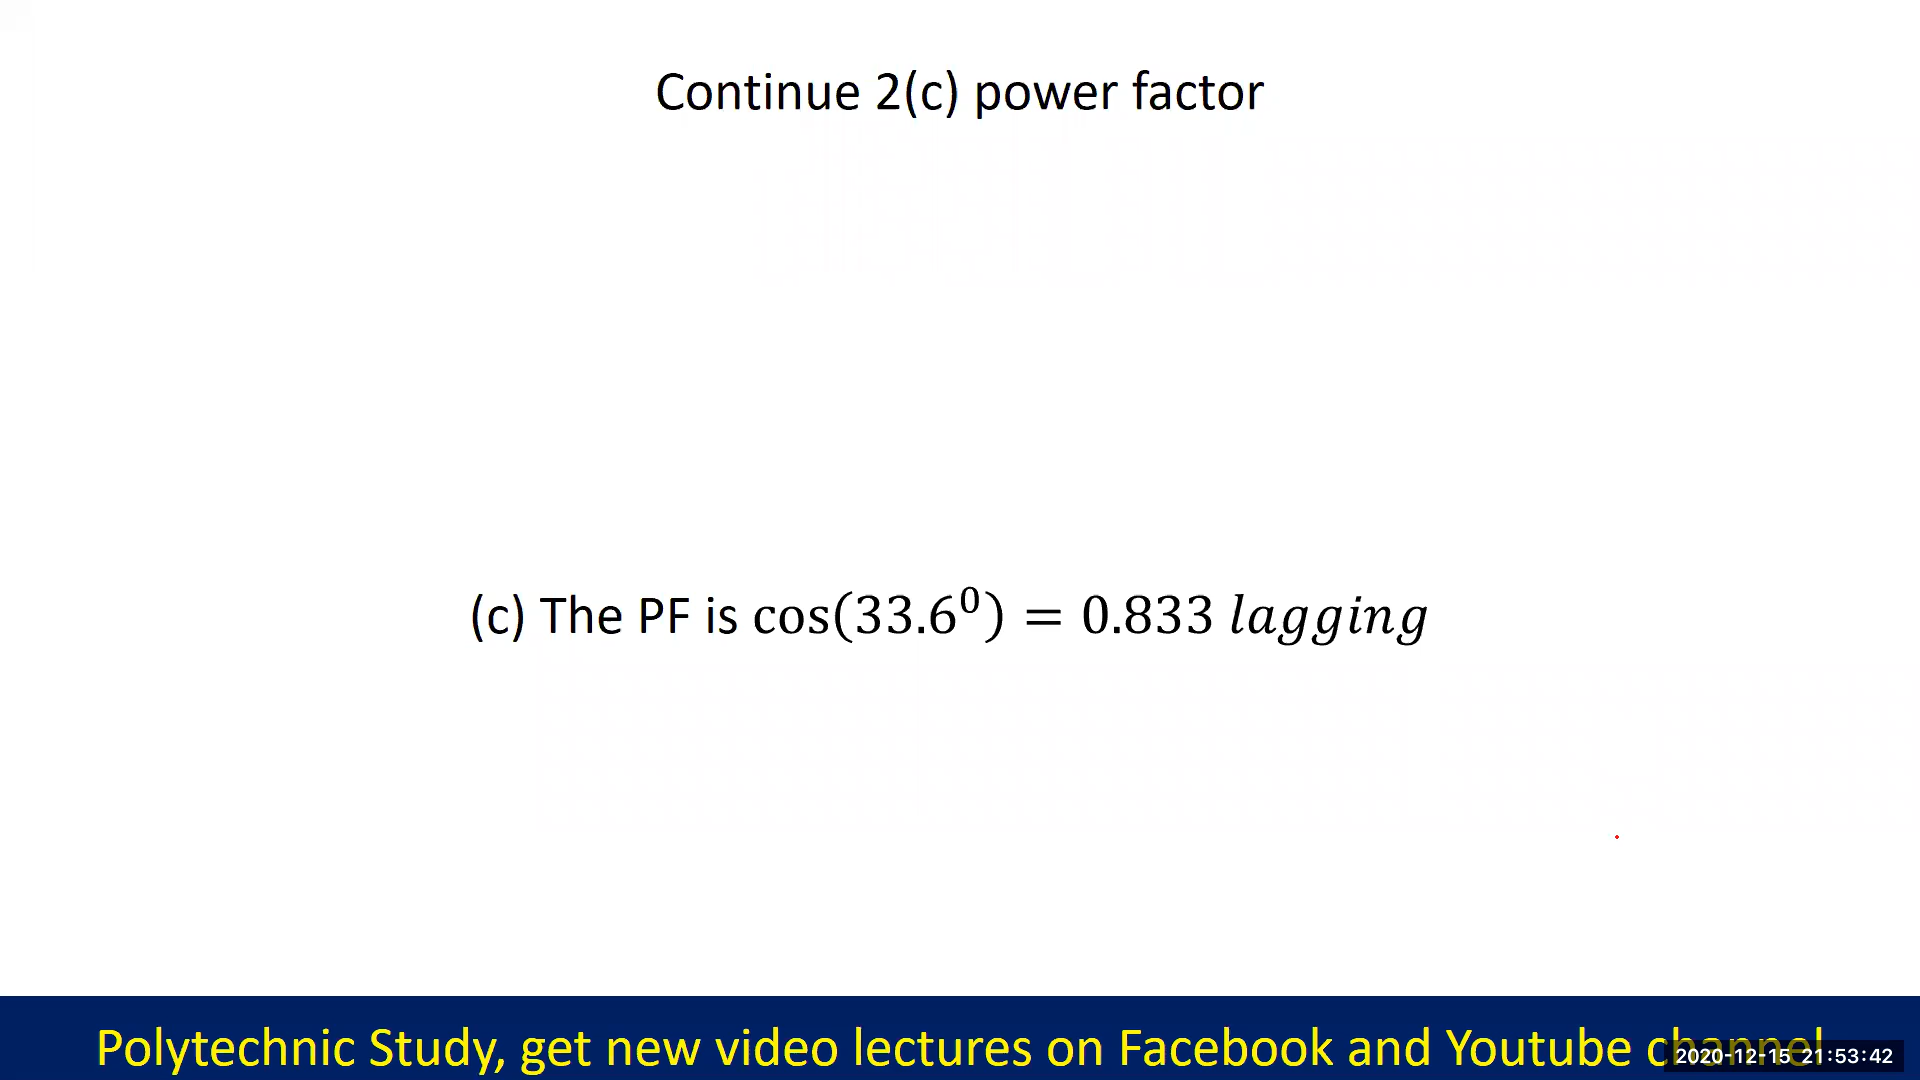 Continue 2(c) power factor
(c) The PF is cos(33.6⁰) = 0.833 lagging
Polytechnic Study, get new video lectures on Facebook and Youtube channel
2020-12-15 21:53:42